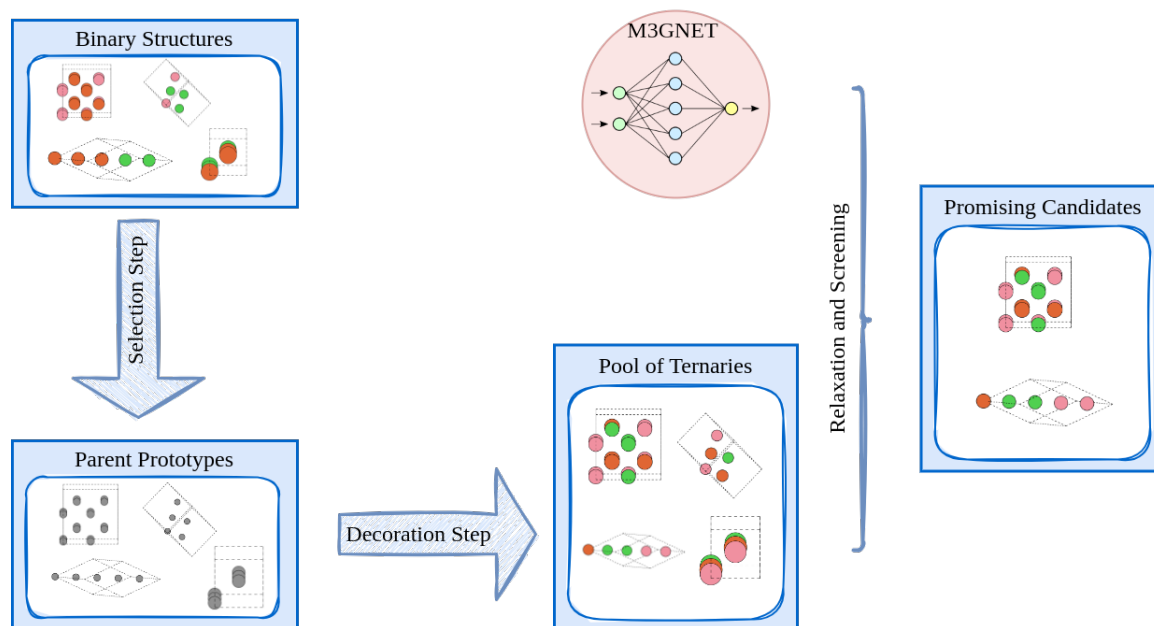 Binary Structures
M3GNET
Selection Step
Parent Prototypes
Decoration Step
Pool of Ternaries
Relaxation and Screening
Promising Candidates